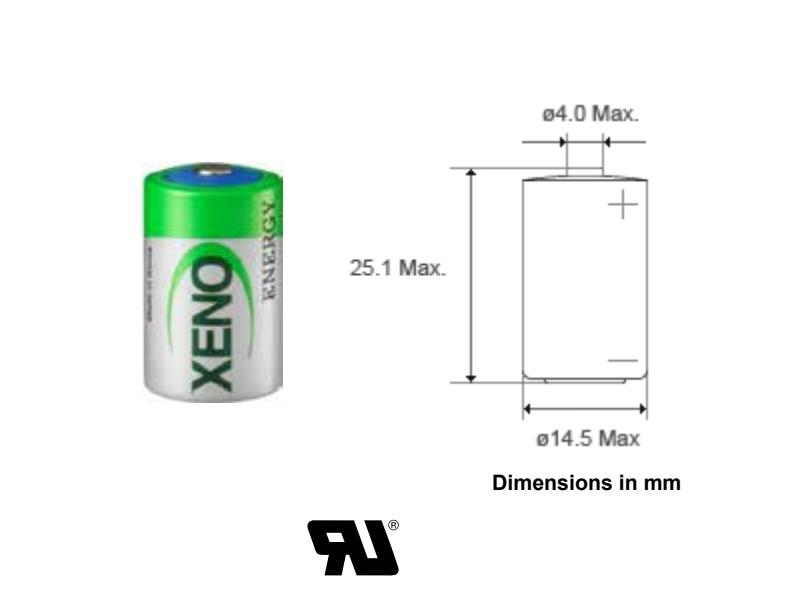 ø4.0 Max.
25.1 Max.
ø14.5 Max
Dimensions in mm
XENO
ENERGY
®